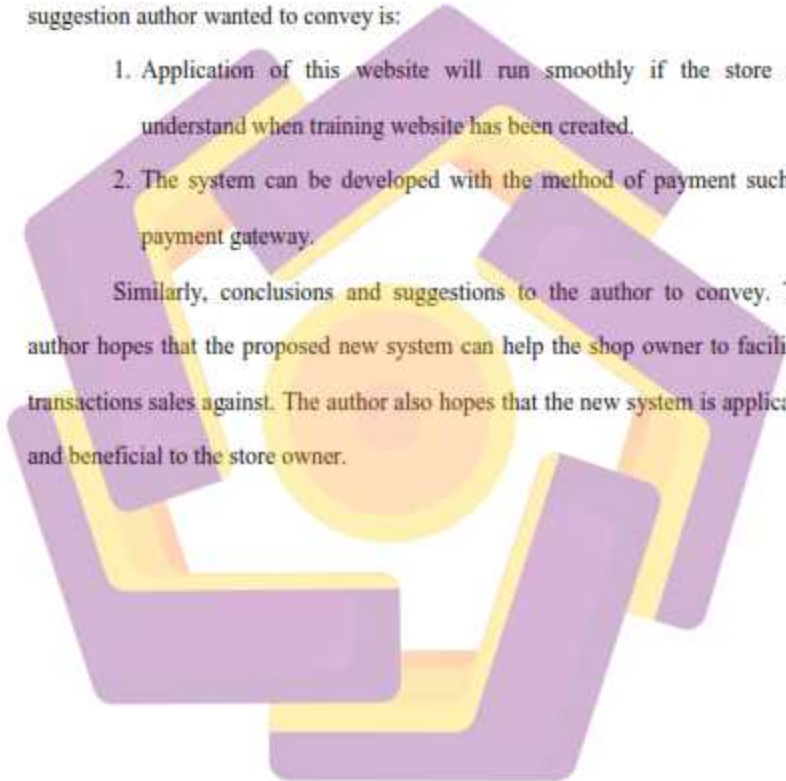 suggestion author wanted to convey is:
1. Application of this website will run smoothly if the store
understand when training website has been created.
2. The system can be developed with the method of payment such
payment gateway.
Similarly, conclusions and suggestions to the author to convey.
author hopes that the proposed new system can help the shop owner to
transactions sales against. The author also hopes that the new system is
and beneficial to the store owner.